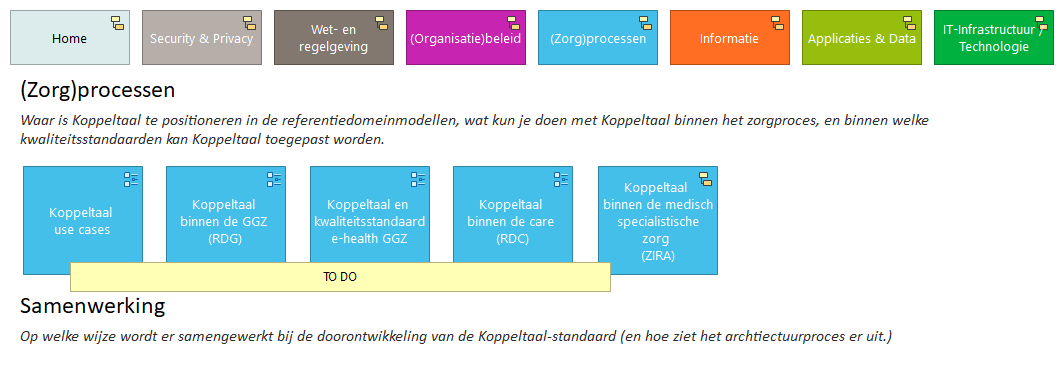 Home
Security & Privacy
Wet- en
regelgeving
(Organisatie)beleid
(Zorg)processen
Informatie
Applicaties & Data
IT-Infrastructuur /
Technologie
(Zorg)processen
Waar is Koppeltaal te positioneren in de referentiedomeinmodellen, wat kun je doen met Koppeltaal binnen het zorgproces, en binnen welke
kwaliteitsstandaarden kan Koppeltaal toegepast worden.
Koppeltaal
use cases
Koppeltaal
binnen de GGZ
(RDG)
Koppeltaal en
kwaliteitsstandaard
e-health GGZ
Koppeltaal
binnen de care
(RDC)
Koppeltaal
binnen de medisch
specialistische
zorg
(ZIRA)
TO DO
Samenwerking
Op welke wijze wordt er samengewerkt bij de doorontwikkeling van de Koppeltaal-standaard (en hoe ziet het archtiectuurproces er uit.)